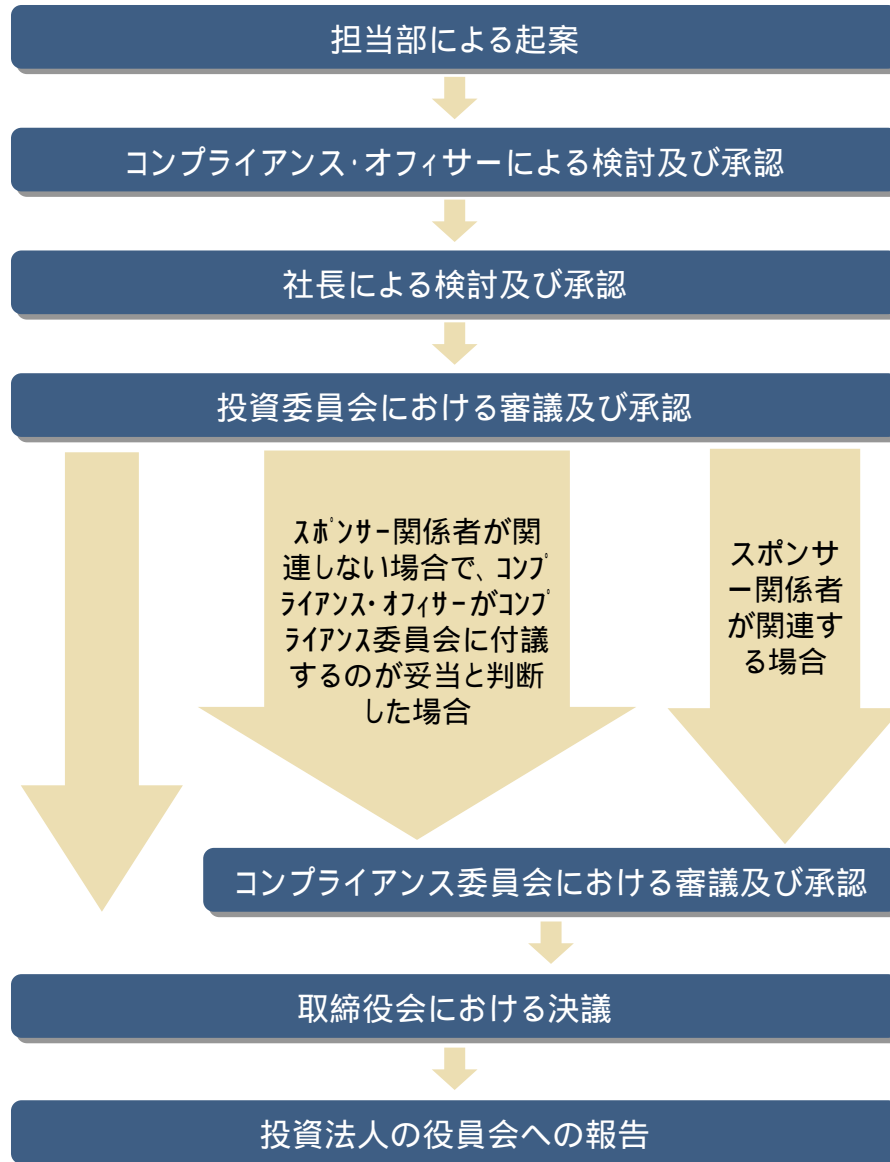 担当部による起案
コンプライアンス・オフィサーによる検討及び承認
社長による検討及び承認
投資委員会における審議及び承認
ｽﾎﾟﾝｻｰ関係者が関
連しない場合で、ｺﾝﾌﾟ
ﾗｲｱﾝｽ・ｵﾌｨｻｰがｺﾝﾌﾟ
ﾗｲｱﾝｽ委員会に付議
するのが妥当と判断
した場合
スポンサ
ー関係者
が関連す
る場合
コンプライアンス委員会における審議及び承認
取締役会における決議
投資法人の役員会への報告